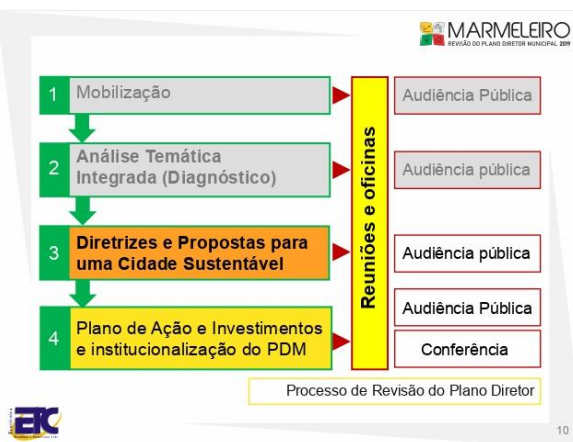 MARMELEIRO
REVISÃO DO PLANO DIRETOR MUNICIPAL 2019
1 Mobilização
Audiência Pública
2 Análise Temática
Integrada (Diagnóstico)
Audiência pública
3 Diretrizes e Propostas para
uma Cidade Sustentável
Audiência pública
Reuniões e oficinas
4 Plano de Ação e Investimentos
e institucionalização do PDM
Audiência Pública
Conferência
Processo de Revisão do Plano Diretor
10